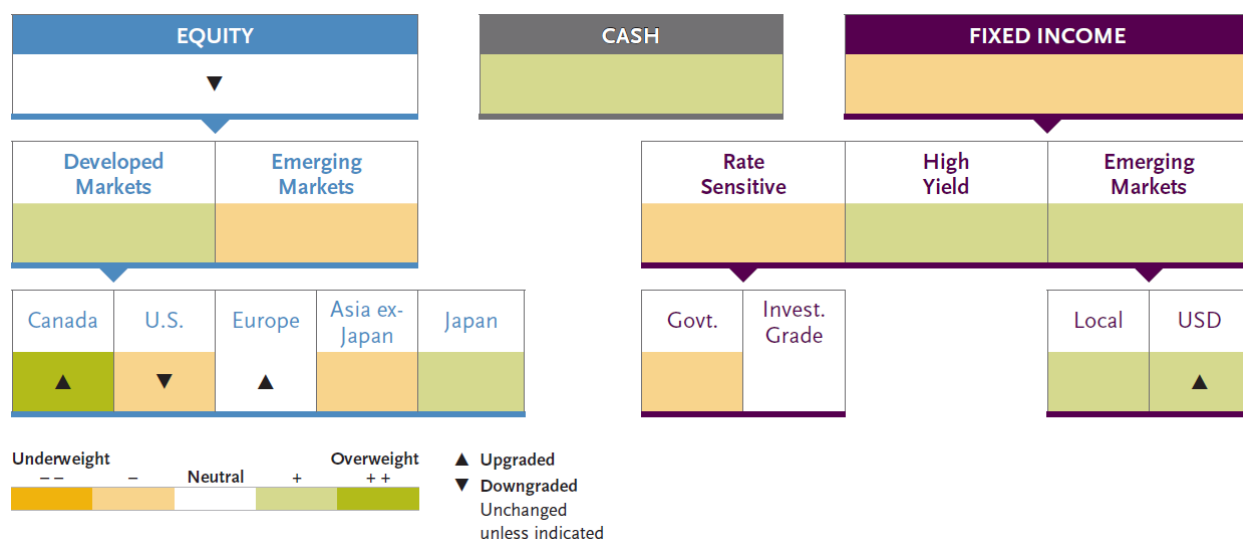 EQUITY
CASH
FIXED INCOME
▼
Developed
Markets
Emerging
Markets
Rate
Sensitive
High
Yield
Emerging
Markets
Canada
U.S.
Europe
Asia ex-
Japan
Japan
Govt.
Invest.
Grade
Local
USD
▲
▼
▲
▲
Underweight
Overweight
– –
–
Neutral
+
+ +
▲ Upgraded
▼ Downgraded
Unchanged
unless indicated